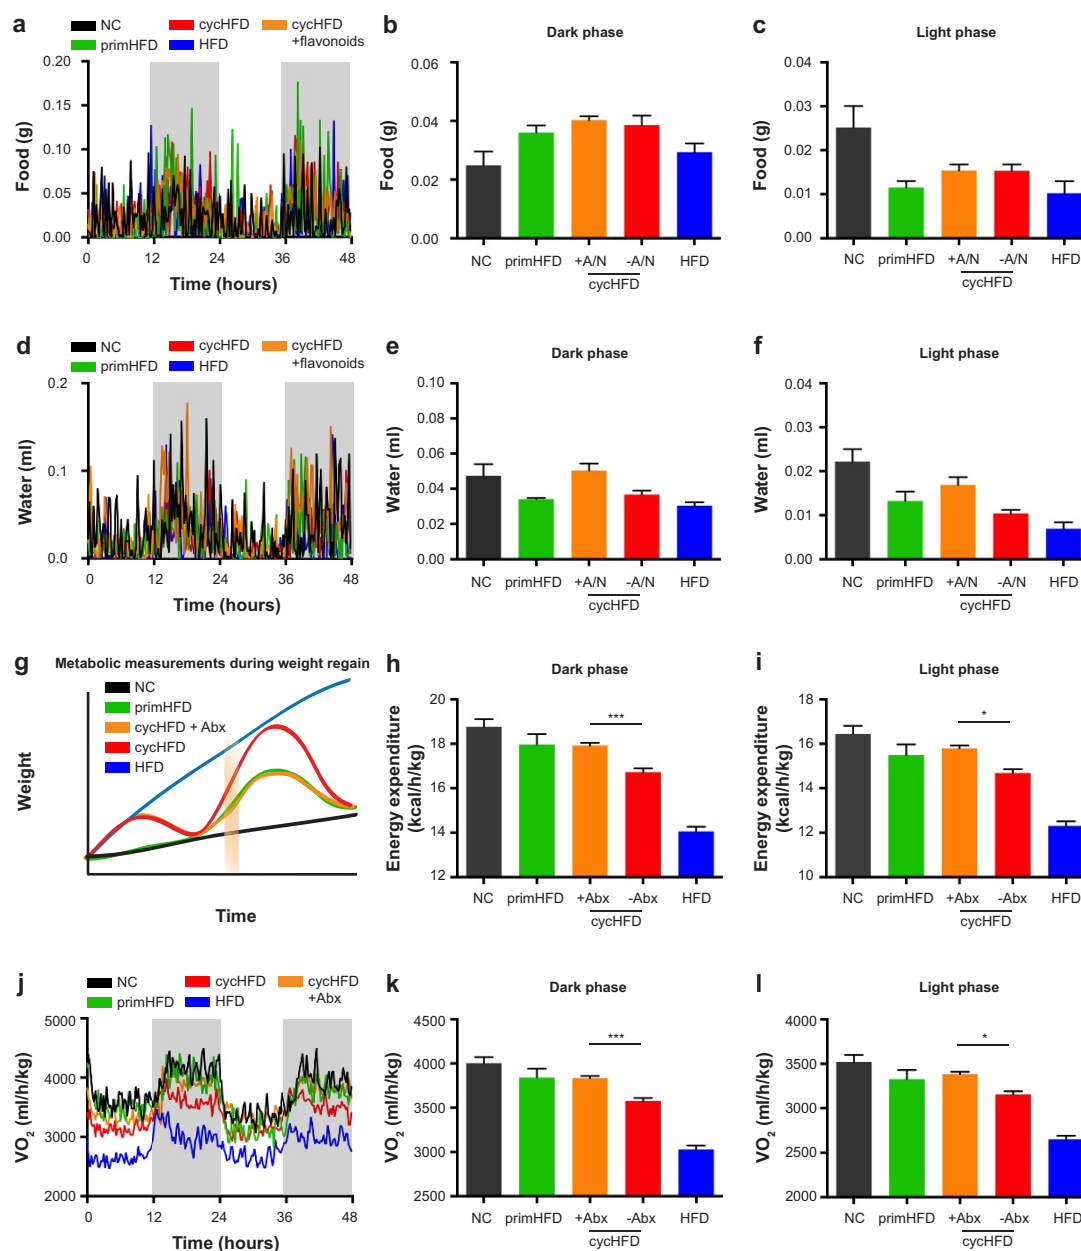 a
NC
cycHFD
cycHFD
+flavonoids
primHFD
HFD
Food (g)
0.20
0.15
0.10
0.05
0.00
0
12
24
36
48
Time (hours)
b
Dark phase
Food (g)
0.06
0.04
0.02
0.00
NC
primHFD
+A/N
-A/N
HFD
cycHFD
c
Light phase
Food (g)
0.04
0.03
0.02
0.01
0.00
NC
primHFD
+A/N
-A/N
HFD
cycHFD
d
NC
cycHFD
cycHFD
+flavonoids
primHFD
HFD
Water (ml)
0.2
0.1
0.0
0
12
24
36
48
Time (hours)
e
Dark phase
Water (ml)
0.10
0.08
0.06
0.04
0.02
0.00
NC
primHFD
+A/N
-A/N
HFD
cycHFD
f
Light phase
Water (ml)
0.04
0.03
0.02
0.01
0.00
NC
primHFD
+A/N
-A/N
HFD
cycHFD
g
Metabolic measurements during weight regain
NC
primHFD
cycHFD + Abx
cycHFD
HFD
Weight
Time
h
Dark phase
Energy expenditure
(kcal/h/kg)
20
18
16
14
12
***
NC
primHFD
+Abx
-Abx
HFD
cycHFD
i
Light phase
Energy expenditure
(kcal/h/kg)
18
16
14
12
10
*
NC
primHFD
+Abx
-Abx
HFD
cycHFD
j
NC
cycHFD
cycHFD
+Abx
primHFD
HFD
VO2 (ml/h/kg)
5000
4000
3000
2000
0
12
24
36
48
Time (hours)
k
Dark phase
VO2 (ml/h/kg)
4500
4000
3500
3000
2500
***
NC
primHFD
+Abx
-Abx
HFD
cycHFD
l
Light phase
VO2 (ml/h/kg)
4000
3500
3000
2500
2000
*
NC
primHFD
+Abx
-Abx
HFD
cycHFD